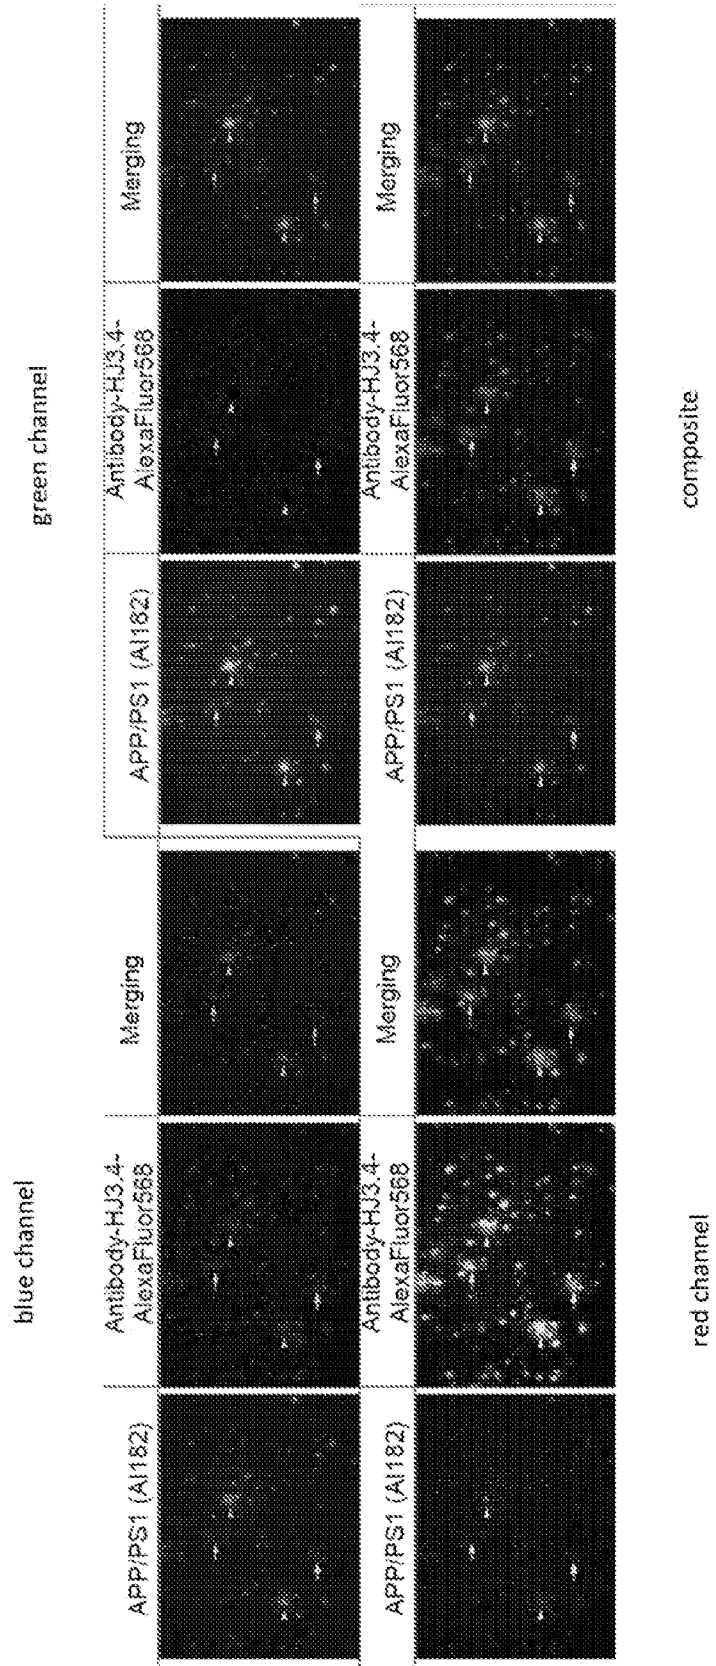 blue channel
green channel
APP/PS1 (AI182)
Antibody-HJ3.4-
AlexaFluor568
Merging
APP/PS1 (AI182)
Antibody-HJ3.4-
AlexaFluor568
Merging
APP/PS1 (AI182)
Antibody-HJ3.4-
AlexaFluor568
Merging
APP/PS1 (AI182)
Antibody-HJ3.4-
AlexaFluor568
Merging
red channel
composite